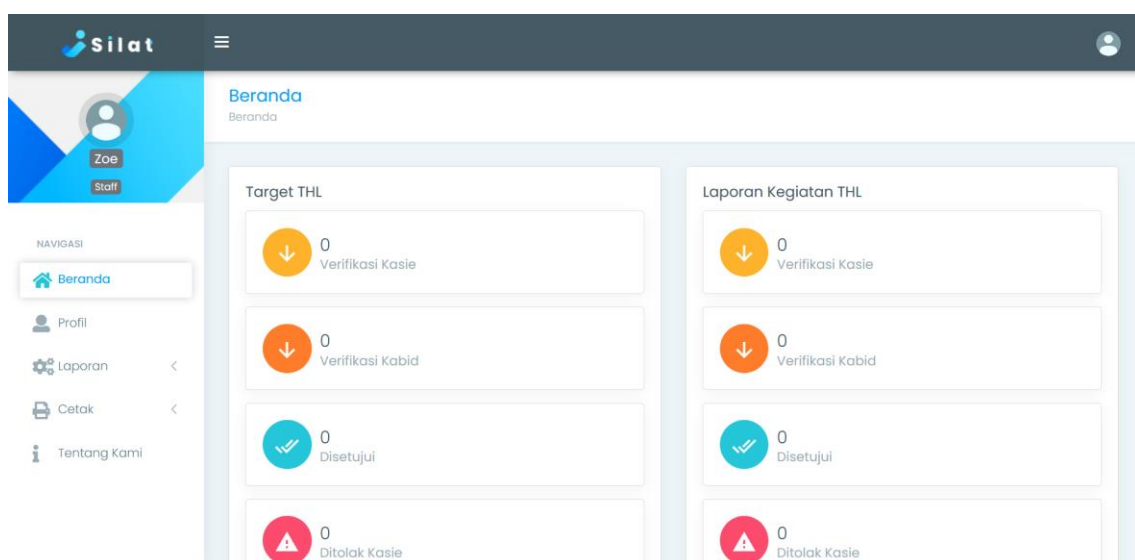 Silat
Zoe
Staff
NAVIGASI
Beranda
Profil
Laporan
Cetak
Tentang Kami
Beranda
Beranda
Target THL
0
Verifikasi Kasie
0
Verifikasi Kabid
0
Disetujui
0
Ditolak Kasie
Laporan Kegiatan THL
0
Verifikasi Kasie
0
Verifikasi Kabid
0
Disetujui
0
Ditolak Kasie